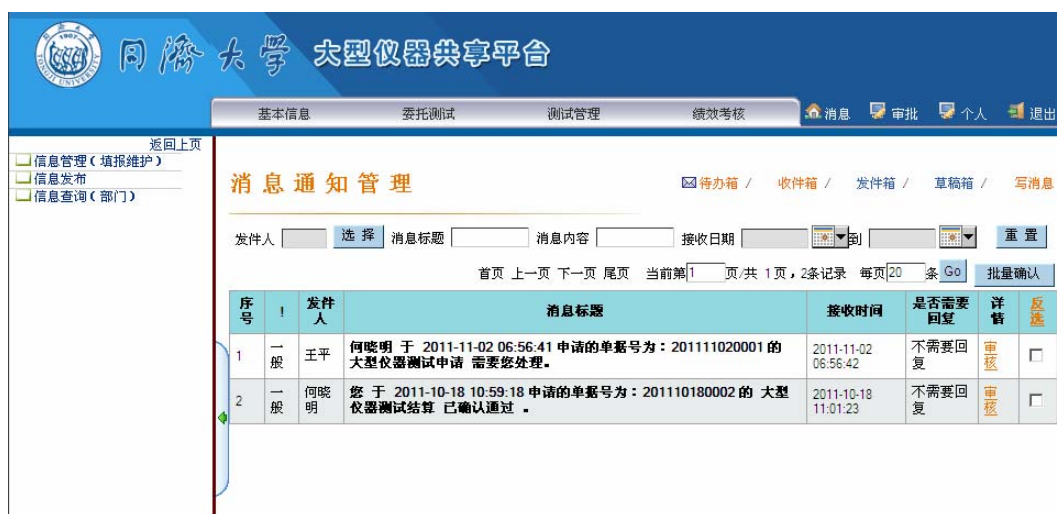 同濟大学 大型仪器共享平台
基本信息 委托测试 测试管理 绩效考核 消息 审批 个人 退出
返回上页
信息管理(填报维护)
信息发布
信息查询(部门)
消息通知管理
待办箱 / 收件箱 / 发件箱 / 草稿箱 / 写消息
发件人 选择 消息标题 消息内容 接收日期 到 重置
首页 上一页 下一页 尾页 当前第1页/共 1页,2条记录 每页20条 Go 批量确认
序号 ! 发件人 消息标题 接收时间 是否需要回复 详情 反选
1 一般 王平 何晓明 于 2011-11-02 06:56:41 申请的单据号为:201111020001 的
大型仪器测试申请 需要您处理。 2011-11-02
06:56:42 不需要回复 审核
2 一般 何晓明 您 于 2011-10-18 10:59:18 申请的单据号为:201110180002 的 大型
仪器测试结算 已确认通过 。 2011-10-18
11:01:23 不需要回复 审核